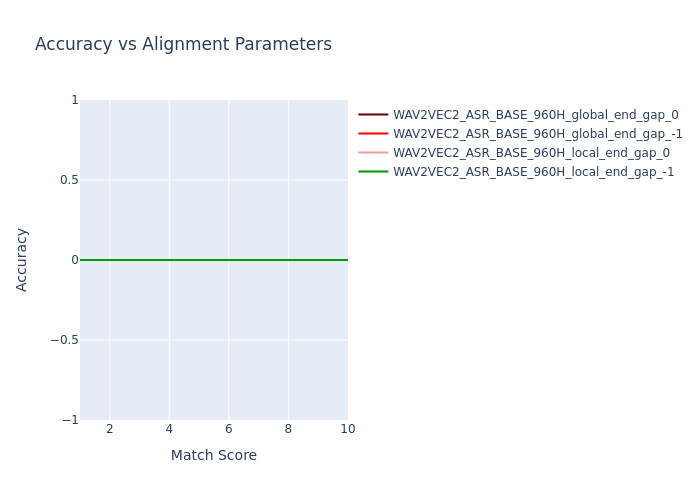 Accuracy vs Alignment Parameters
1
0.5
0
−0.5
−1
Accuracy
2 4 6 8 10
Match Score
WAV2VEC2_ASR_BASE_960H_global_end_gap_0
WAV2VEC2_ASR_BASE_960H_global_end_gap_-1
WAV2VEC2_ASR_BASE_960H_local_end_gap_0
WAV2VEC2_ASR_BASE_960H_local_end_gap_-1